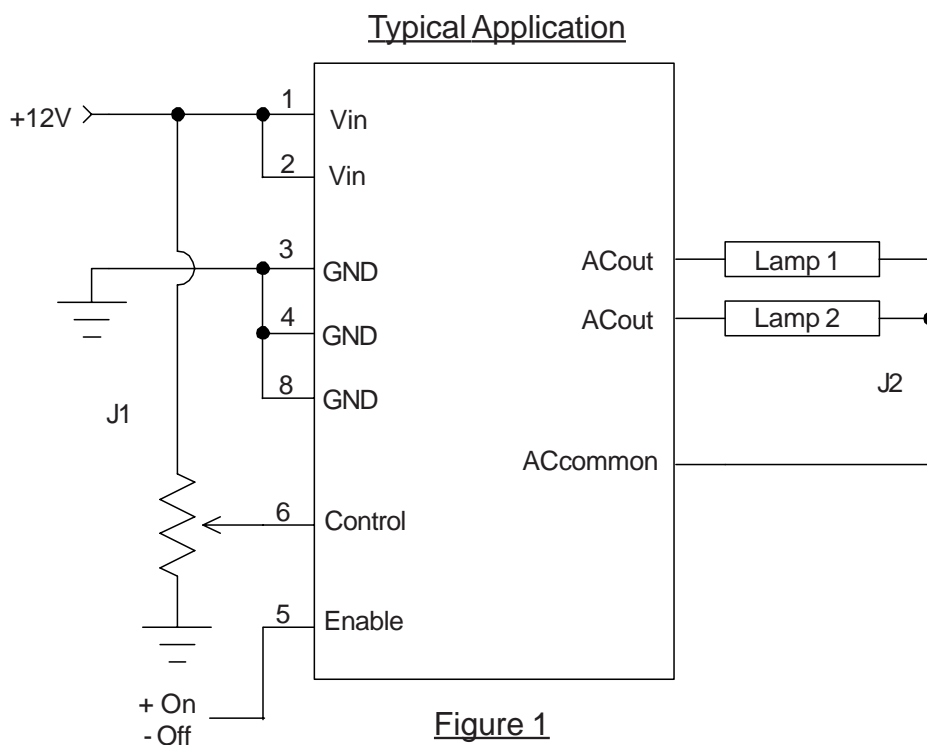 Typical Application
+12V
1
Vin
2
Vin
3
GND
4
GND
8
GND
J1
6
Control
5
Enable
+ On
- Off
ACout
Lamp 1
ACout
Lamp 2
J2
ACcommon
Figure 1